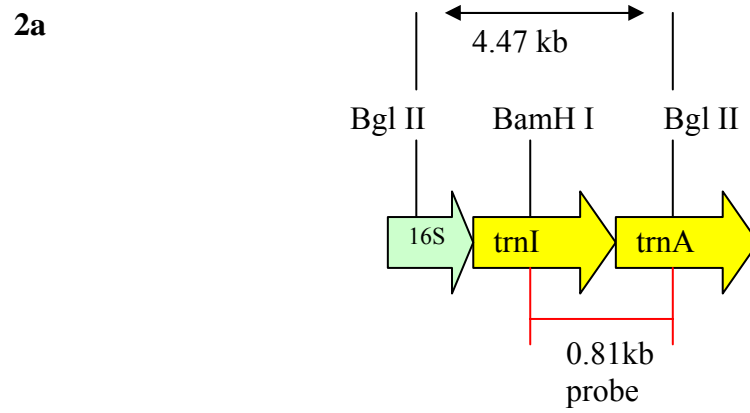 2a
4.47 kb
Bgl II BamH I Bgl II
16S trnI trnA
0.81kb
probe